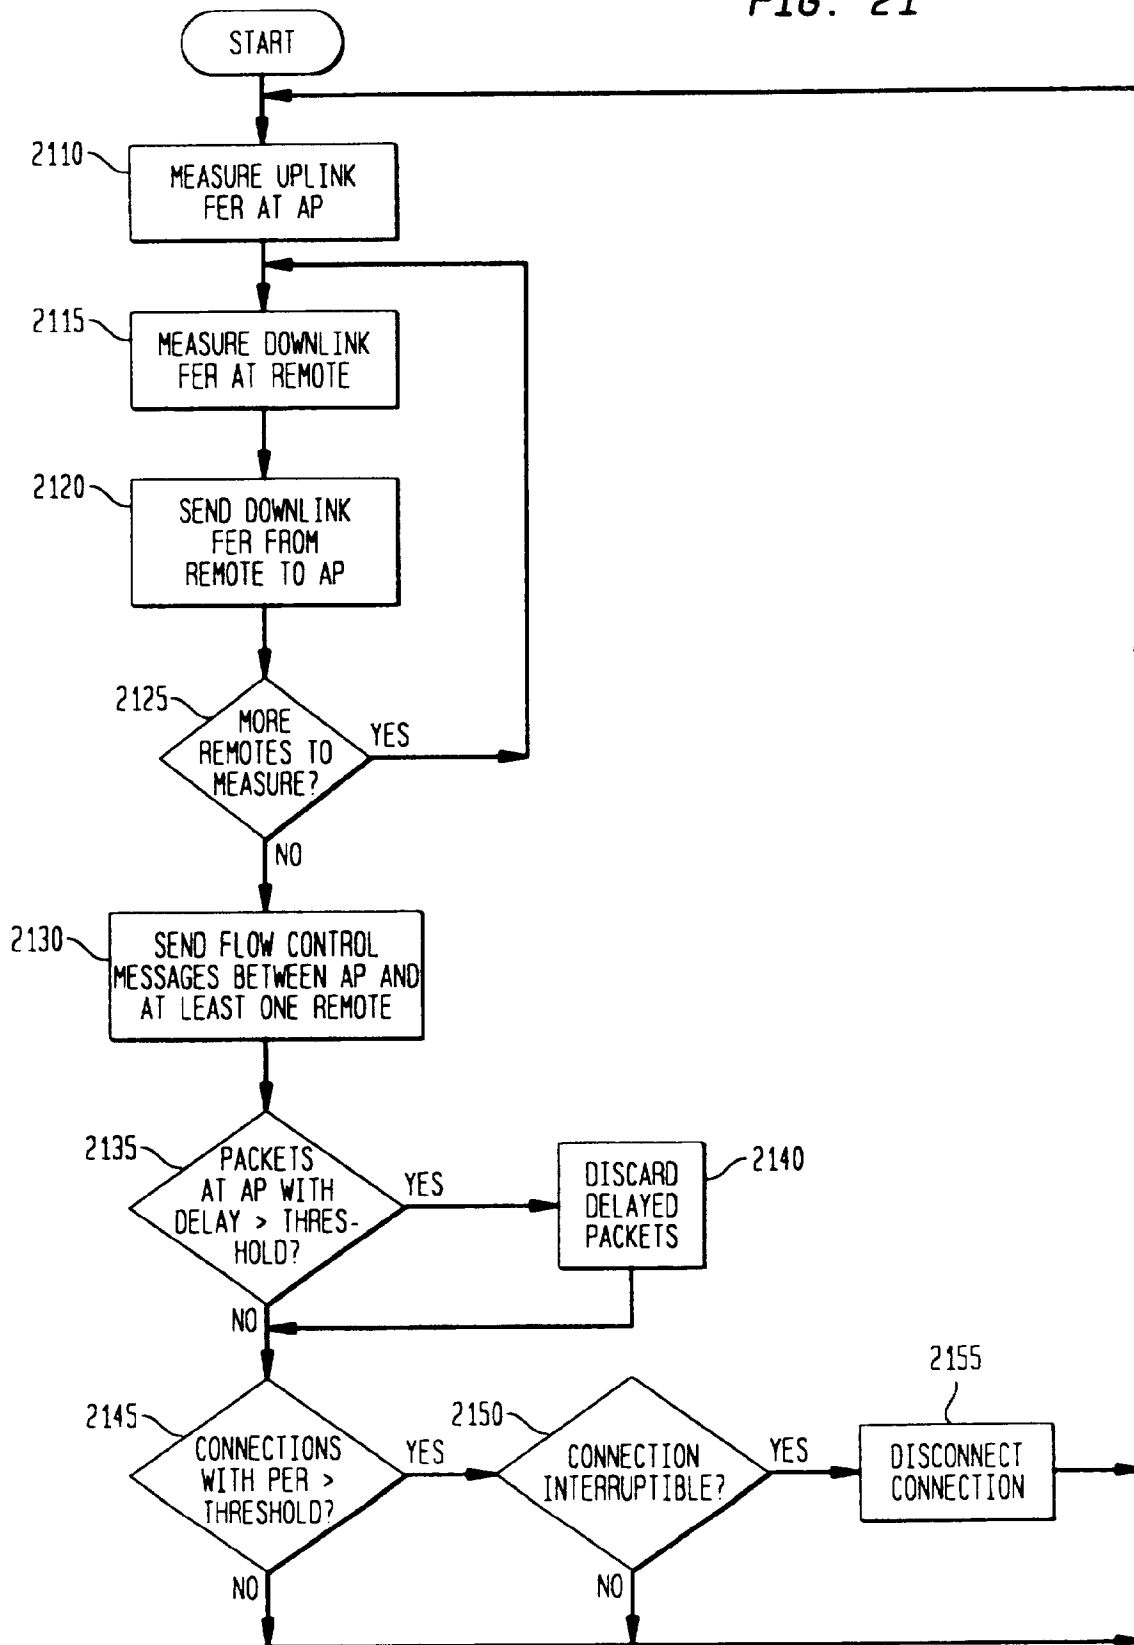 FIG. 21
START
2110
MEASURE UPLINK
FER AT AP
2115
MEASURE DOWNLINK
FER AT REMOTE
2120
SEND DOWNLINK
FER FROM
REMOTE TO AP
2125
MORE
REMOTES TO
MEASURE?
YES
NO
2130
SEND FLOW CONTROL
MESSAGES BETWEEN AP AND
AT LEAST ONE REMOTE
2135
PACKETS
AT AP WITH
DELAY > THRES-
HOLD?
YES
2140
DISCARD
DELAYED
PACKETS
NO
2145
CONNECTIONS
WITH PER >
THRESHOLD?
YES
2150
CONNECTION
INTERRUPTIBLE?
YES
2155
DISCONNECT
CONNECTION
NO
NO